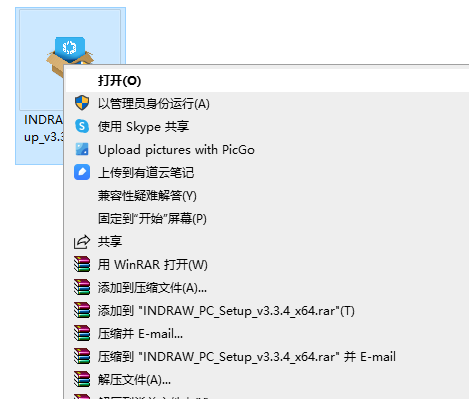 打开(O)
以管理员身份运行(A)
INDRAW
up_v3.3
使用 Skype 共享
Upload pictures with PicGo
上传到有道云笔记
兼容性疑难解答(Y)
固定到"开始"屏幕(P)
共享
用 WinRAR 打开(W)
添加到压缩文件(A)...
添加到 "INDRAW_PC_Setup_v3.3.4_x64.rar"(T)
压缩并 E-mail...
压缩到 "INDRAW_PC_Setup_v3.3.4_x64.rar" 并 E-mail
解压文件(A)...